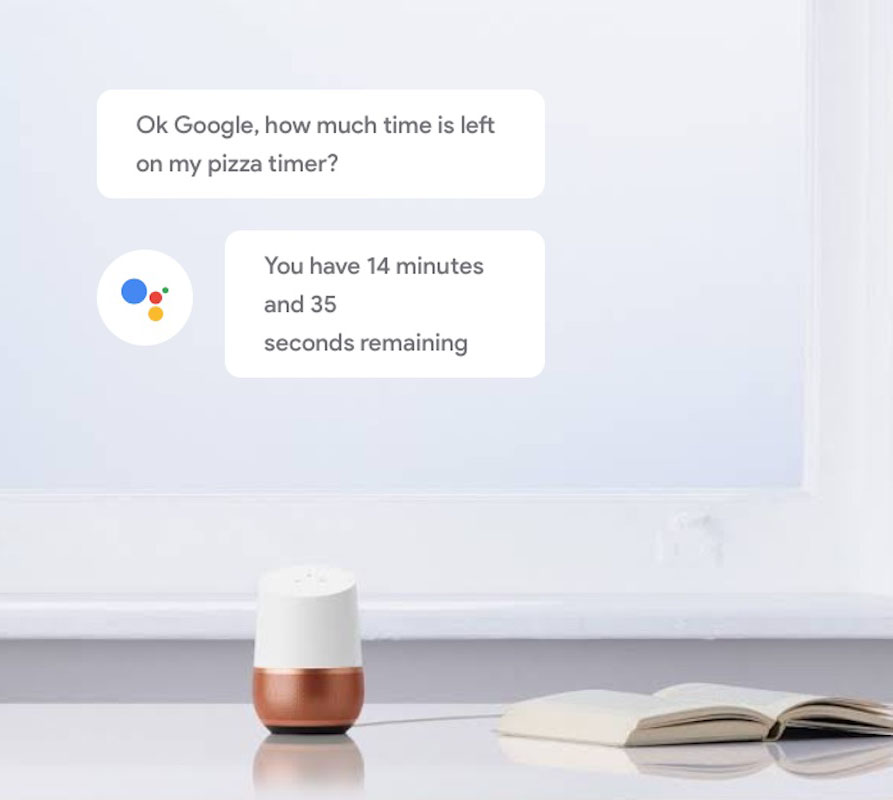 Ok Google, how much time is left
on my pizza timer?
You have 14 minutes
and 35
seconds remaining